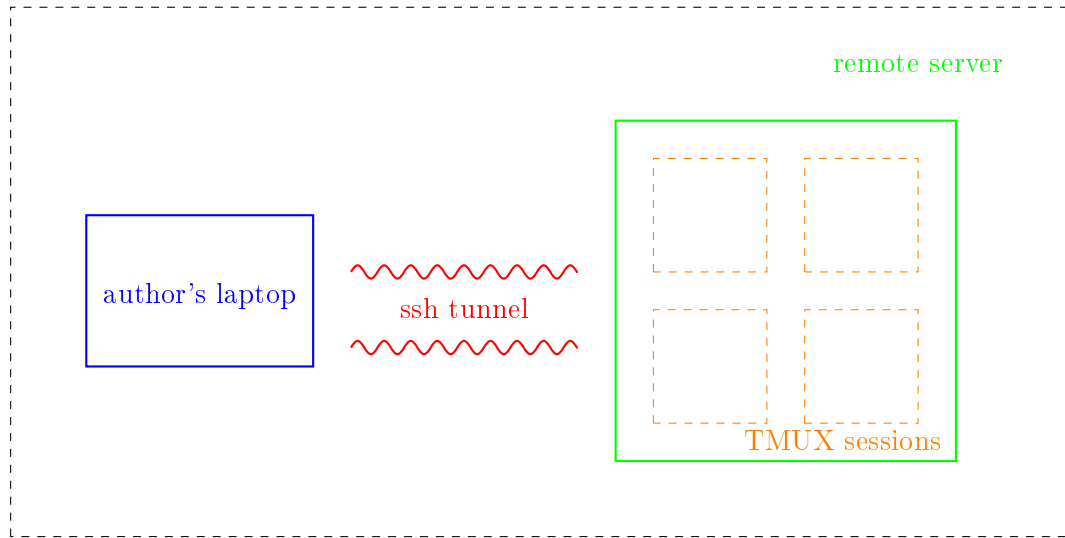 remote server
author's laptop
ssh tunnel
TMUX sessions